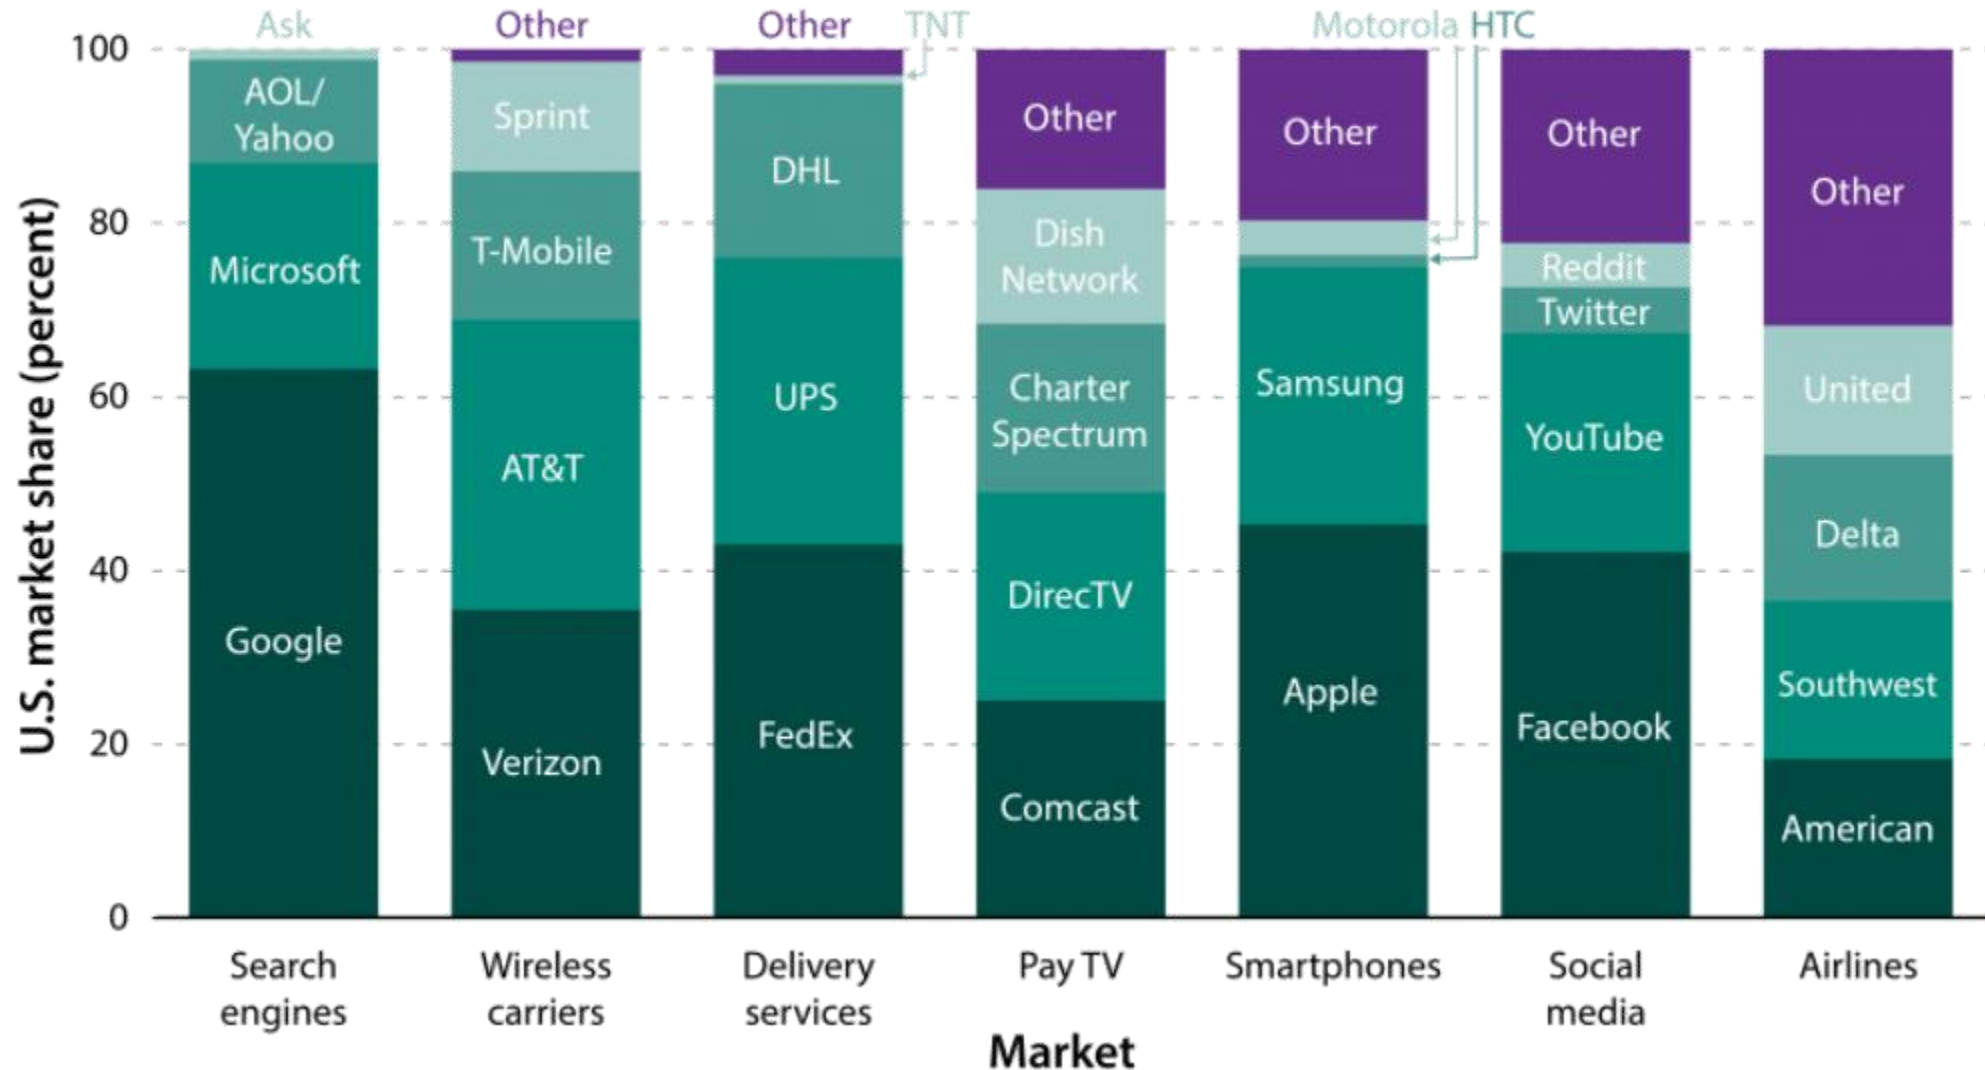 Ask
Other
Other
TNT
Motorola
HTC
100
80
60
40
20
0
U.S. market share (percent)
AOL/
Yahoo
Microsoft
Google
Sprint
T-Mobile
AT&T
Verizon
DHL
UPS
FedEx
Other
Dish
Network
Charter
Spectrum
DirecTV
Comcast
Other
Samsung
Apple
Other
Reddit
Twitter
YouTube
Facebook
Other
United
Delta
Southwest
American
Search
engines
Wireless
carriers
Delivery
services
Pay TV
Smartphones
Social
media
Airlines
Market